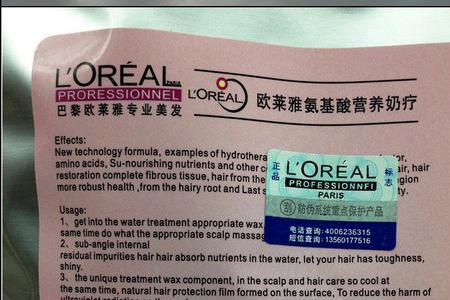 L'ORÉAL
PARIS
PRORESSIONNEL
巴黎欧莱雅专业美发
L'ORÉAL
欧莱雅氨基酸营养奶疗
Effects:
New technology formula, examples of hydrothera
amino acids, Su-nourishing nutrients and other co hair, hair
restoration complete fibrous tissue, hair from the region
more robust health ,from the hairy root and Last s
正品
L'ORÉAL
PROFESSIONNFI
PARIS
标志
刮 防伪系统重点保护产品
电话查询: 4006236315
短信查询: 13560177516
Usage:
1、get into the water treatment appropriate wax
same time do what the appropriate scalp massag
2、sub-angle internal
residual impurities hair hair absorb nutrients in the water, let your hair has toughness,
shiny.
3、the unique treatment wax component, in the scalp and hair care so cool at
the same time, natural hair protection film formed on the surface, To reduce the harm of